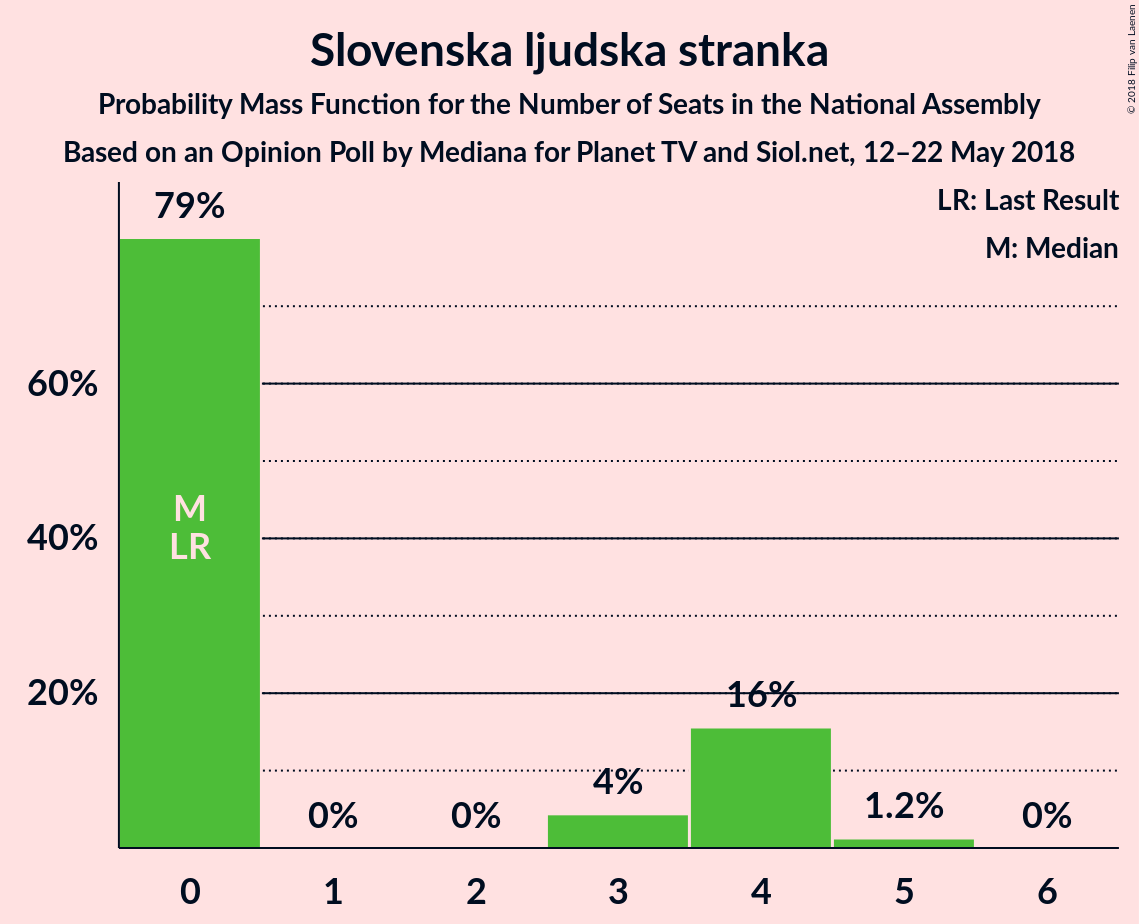 Slovenska ljudska stranka
Probability Mass Function for the Number of Seats in the National Assembly
Based on an Opinion Poll by Mediana for Planet TV and Siol.net, 12–22 May 2018
© 2018 Filip van Laenen
LR: Last Result
M: Median
79%
60%
40%
20%
M
LR
0%
0%
4%
16%
1.2%
0%
0 1 2 3 4 5 6